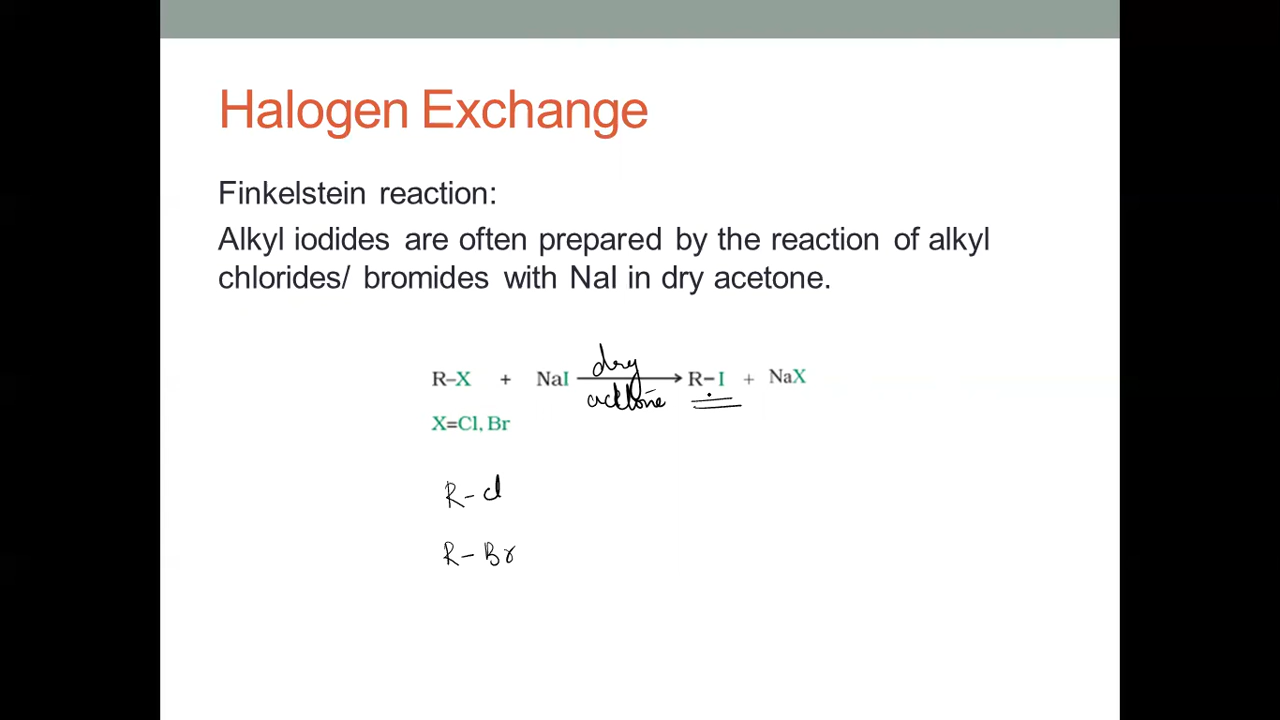 Halogen Exchange
Finkelstein reaction:
Alkyl iodides are often prepared by the reaction of alkyl
chlorides/ bromides with NaI in dry acetone.
dry
R–X + NaI → R–I + NaX
acetone
X=Cl, Br
R-Cl
R-Br